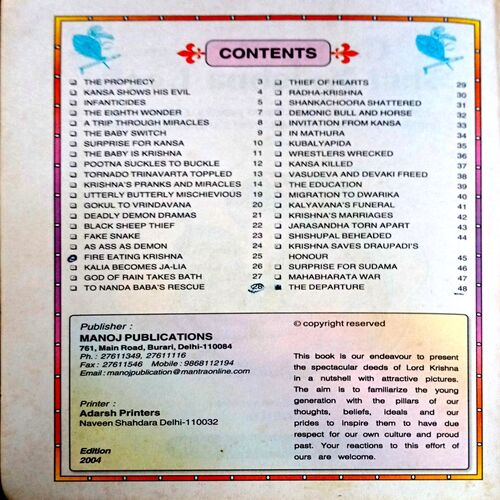 CONTENTS
THE PROPHECY 3
KANSA SHOWS HIS EVIL 4
INFANTICIDES 5
THE EIGHTH WONDER 7
A TRIP THROUGH MIRACLES 8
THE BABY SWITCH 9
SURPRISE FOR KANSA 10
THE BABY IS KRISHNA 11
POOTNA SUCKLES TO BUCKLE 12
TORNADO TRINAVARTA TOPPLED 13
KRISHNA'S PRANKS AND MIRACLES 14
UTTERLY BUTTERLY MISCHIEVIOUS 19
GOKUL TO VRINDAVANA 20
DEADLY DEMON DRAMAS 21
BLACK SHEEP THIEF 22
FAKE SNAKE 23
AS ASS AS DEMON 24
FIRE EATING KRISHNA 25
KALIA BECOMES JA-LIA 26
GOD OF RAIN TAKES BATH 27
TO NANDA BABA'S RESCUE 28
THIEF OF HEARTS 29
RADHA-KRISHNA 30
SHANKACHOORA SHATTERED 31
DEMONIC BULL AND HORSE 32
INVITATION FROM KANSA 33
IN MATHURA 34
KUBALYAPIDA 35
WRESTLERS WRECKED 36
KANSA KILLED 37
VASUDEVA AND DEVAKI FREED 38
THE EDUCATION 39
MIGRATION TO DWARIKA 40
KALYAVANA'S FUNERAL 41
KRISHNA'S MARRIAGES 42
JARASANDHA TORN APART 43
SHISHUPAL BEHEADED 44
KRISHNA SAVES DRAUPADI'S
HONOUR 45
SURPRISE FOR SUDAMA 46
MAHABHARATA WAR 47
THE DEPARTURE 48
Publisher :
MANOJ PUBLICATIONS
761, Main Road, Burari, Delhi-110084
Ph. : 27611349, 27611116
Fax : 27611546 Mobile : 9868112194
Email : manojpublication@mantraonline.com
Printer :
Adarsh Printers
Naveen Shahdara Delhi-110032
Edition
2004
© copyright reserved
This book is our endeavour to present
the spectacular deeds of Lord Krishna
in a nutshell with attractive pictures.
The aim is to familiarize the young
generation with the pillars of our
thoughts, beliefs, ideals and our
prides to inspire them to have due
respect for our own culture and proud
past. Your reactions to this effort of
ours are welcome.